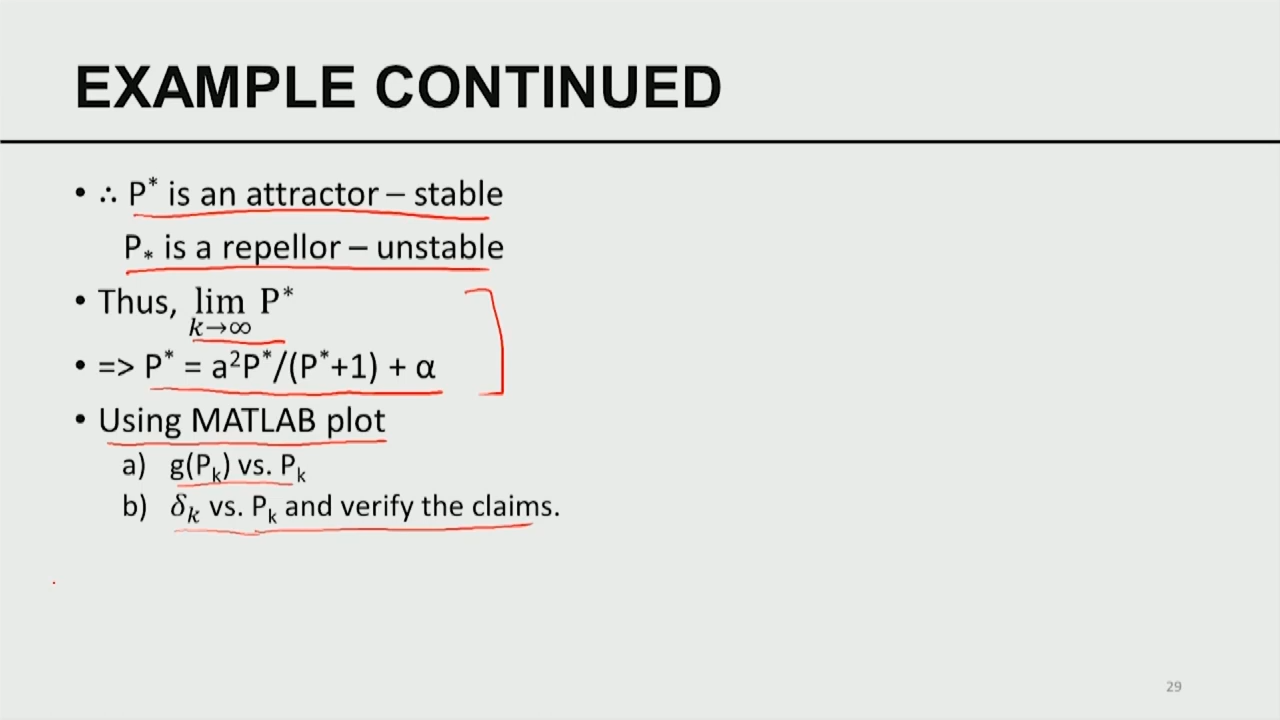 EXAMPLE CONTINUED
• ∴ P* is an attractor – stable
P* is a repellor – unstable
• Thus, lim P*
k→∞
• => P* = a²P*/(P*+1) + α
• Using MATLAB plot
a) g(Pk) vs. Pk
b) δk vs. Pk and verify the claims.
29